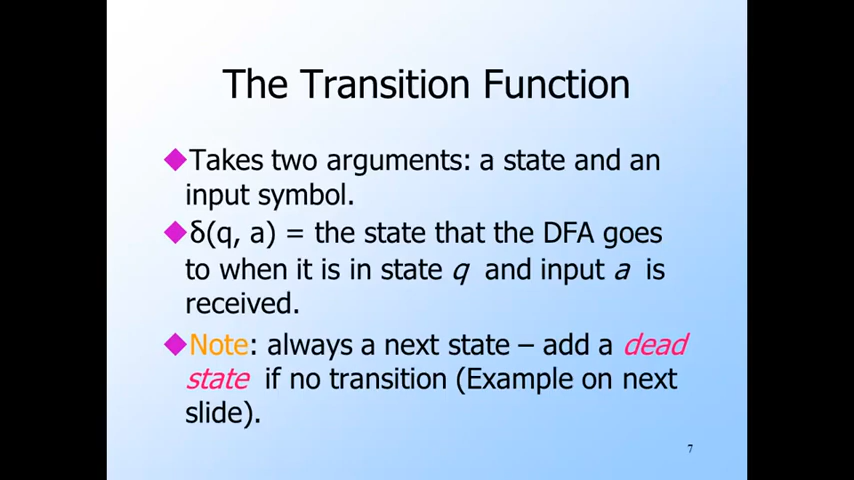 The Transition Function
◆Takes two arguments: a state and an
input symbol.
◆δ(q, a) = the state that the DFA goes
to when it is in state q and input a is
received.
◆Note: always a next state – add a dead
state if no transition (Example on next
slide).
7